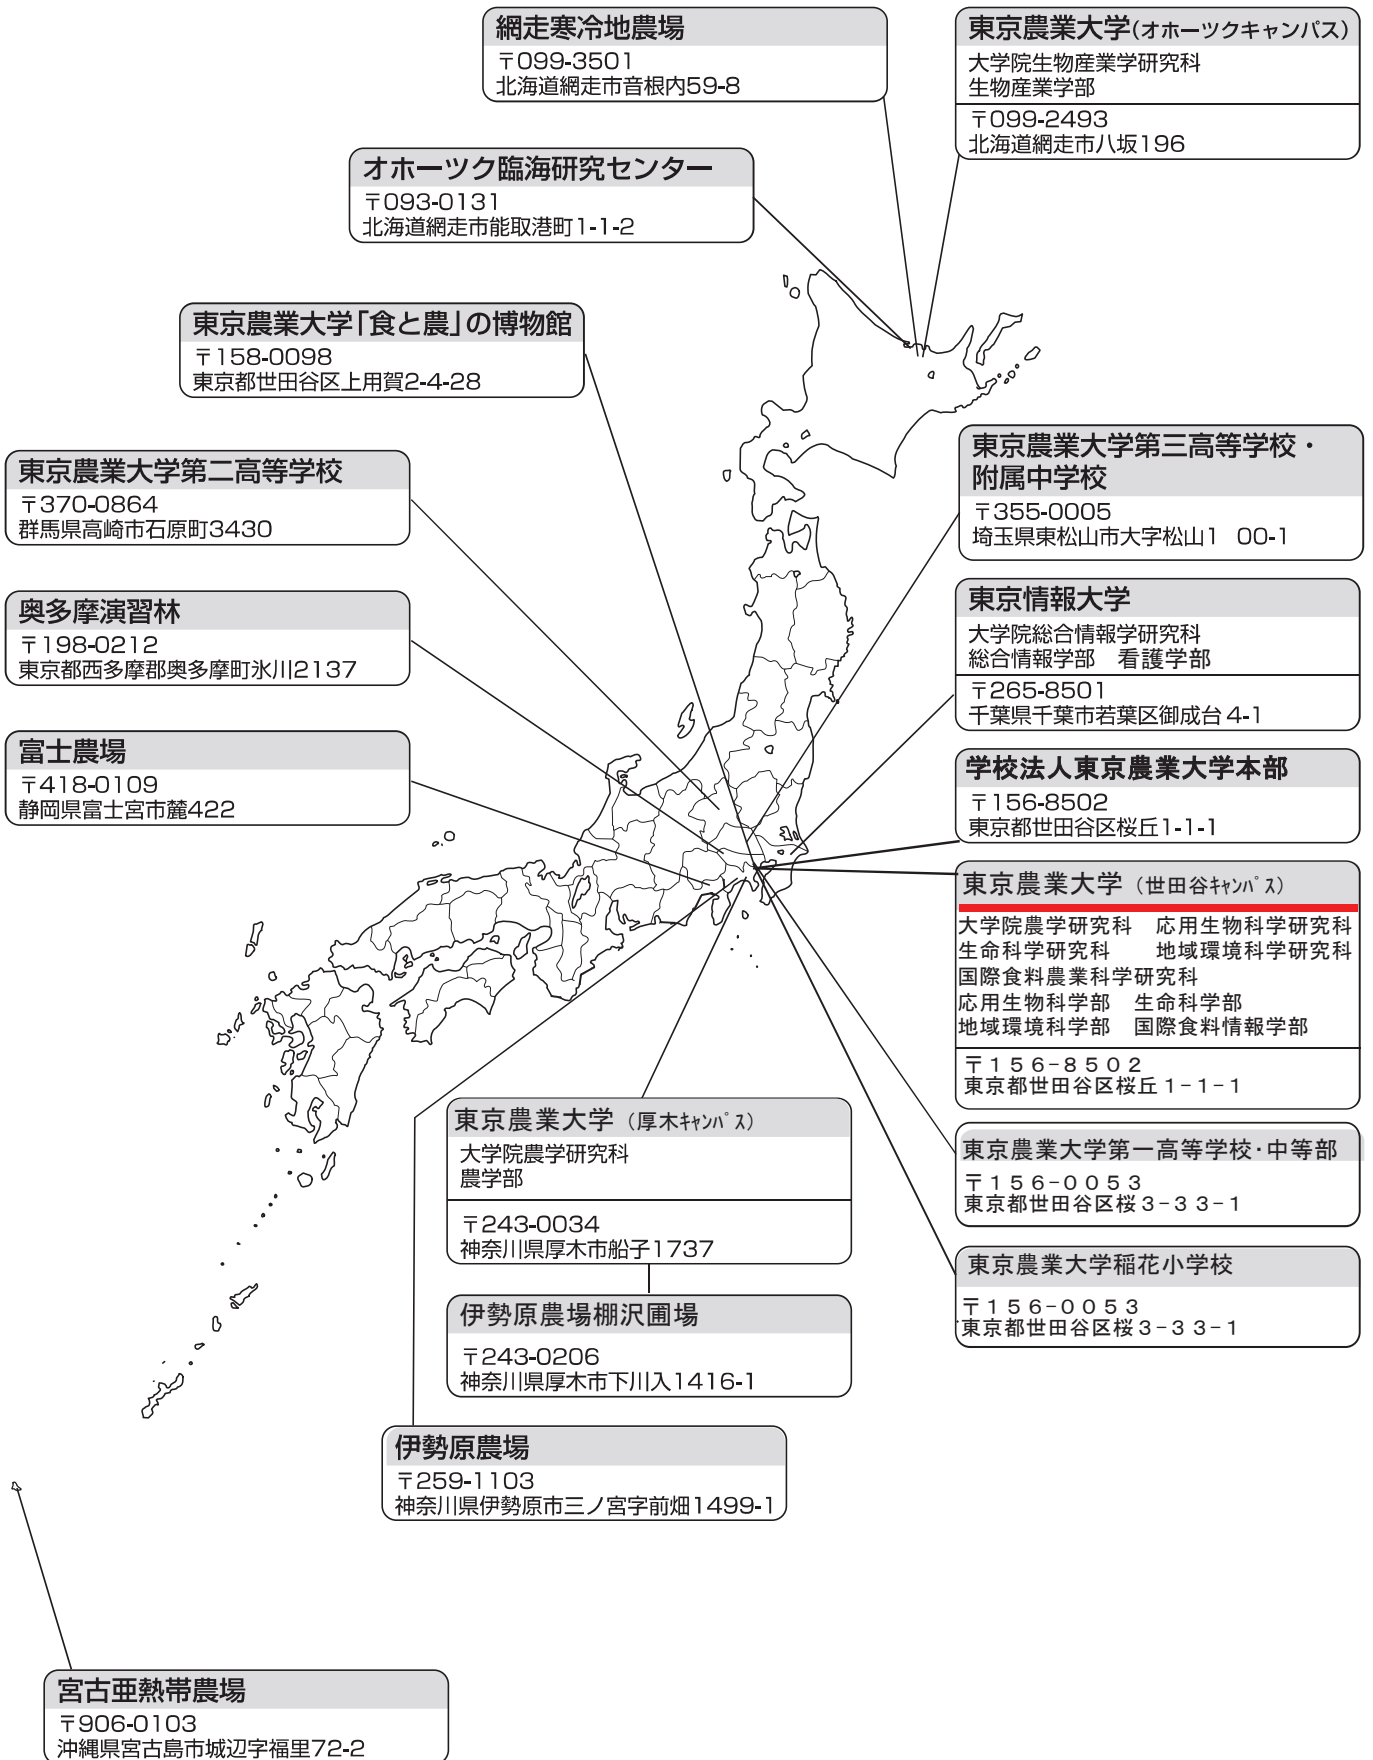 網走寒冷地農場
〒099-3501
北海道網走市音根内59-8
東京農業大学(オホーツクキャンパス)
大学院生物産業学研究科
生物産業学部
〒099-2493
北海道網走市八坂196
オホーツク臨海研究センター
〒093-0131
北海道網走市能取港町1-1-2
東京農業大学「食と農」の博物館
〒158-0098
東京都世田谷区上用賀2-4-28
東京農業大学第二高等学校
〒370-0864
群馬県高崎市石原町3430
東京農業大学第三高等学校・
附属中学校
〒355-0005
埼玉県東松山市大字松山1 00-1
奥多摩演習林
〒198-0212
東京都西多摩郡奥多摩町氷川2137
東京情報大学
大学院総合情報学研究科
総合情報学部 看護学部
〒265-8501
千葉県千葉市若葉区御成台4-1
富士農場
〒418-0109
静岡県富士宮市麓422
学校法人東京農業大学本部
〒156-8502
東京都世田谷区桜丘1-1-1
東京農業大学（世田谷ｷｬﾝﾊﾟｽ）
大学院農学研究科 応用生物科学研究科
生命科学研究科 地域環境科学研究科
国際食料農業科学研究科
応用生物科学部 生命科学部
地域環境科学部 国際食料情報学部
〒156-8502
東京都世田谷区桜丘1-1-1
東京農業大学（厚木ｷｬﾝﾊﾟｽ）
大学院農学研究科
農学部
〒243-0034
神奈川県厚木市船子1737
東京農業大学第一高等学校・中等部
〒156-0053
東京都世田谷区桜3-33-1
東京農業大学稲花小学校
〒156-0053
東京都世田谷区桜3-33-1
伊勢原農場棚沢圃場
〒243-0206
神奈川県厚木市下川入1416-1
伊勢原農場
〒259-1103
神奈川県伊勢原市三ノ宮字前畑1499-1
宮古亜熱帯農場
〒906-0103
沖縄県宮古島市城辺字福里72-2